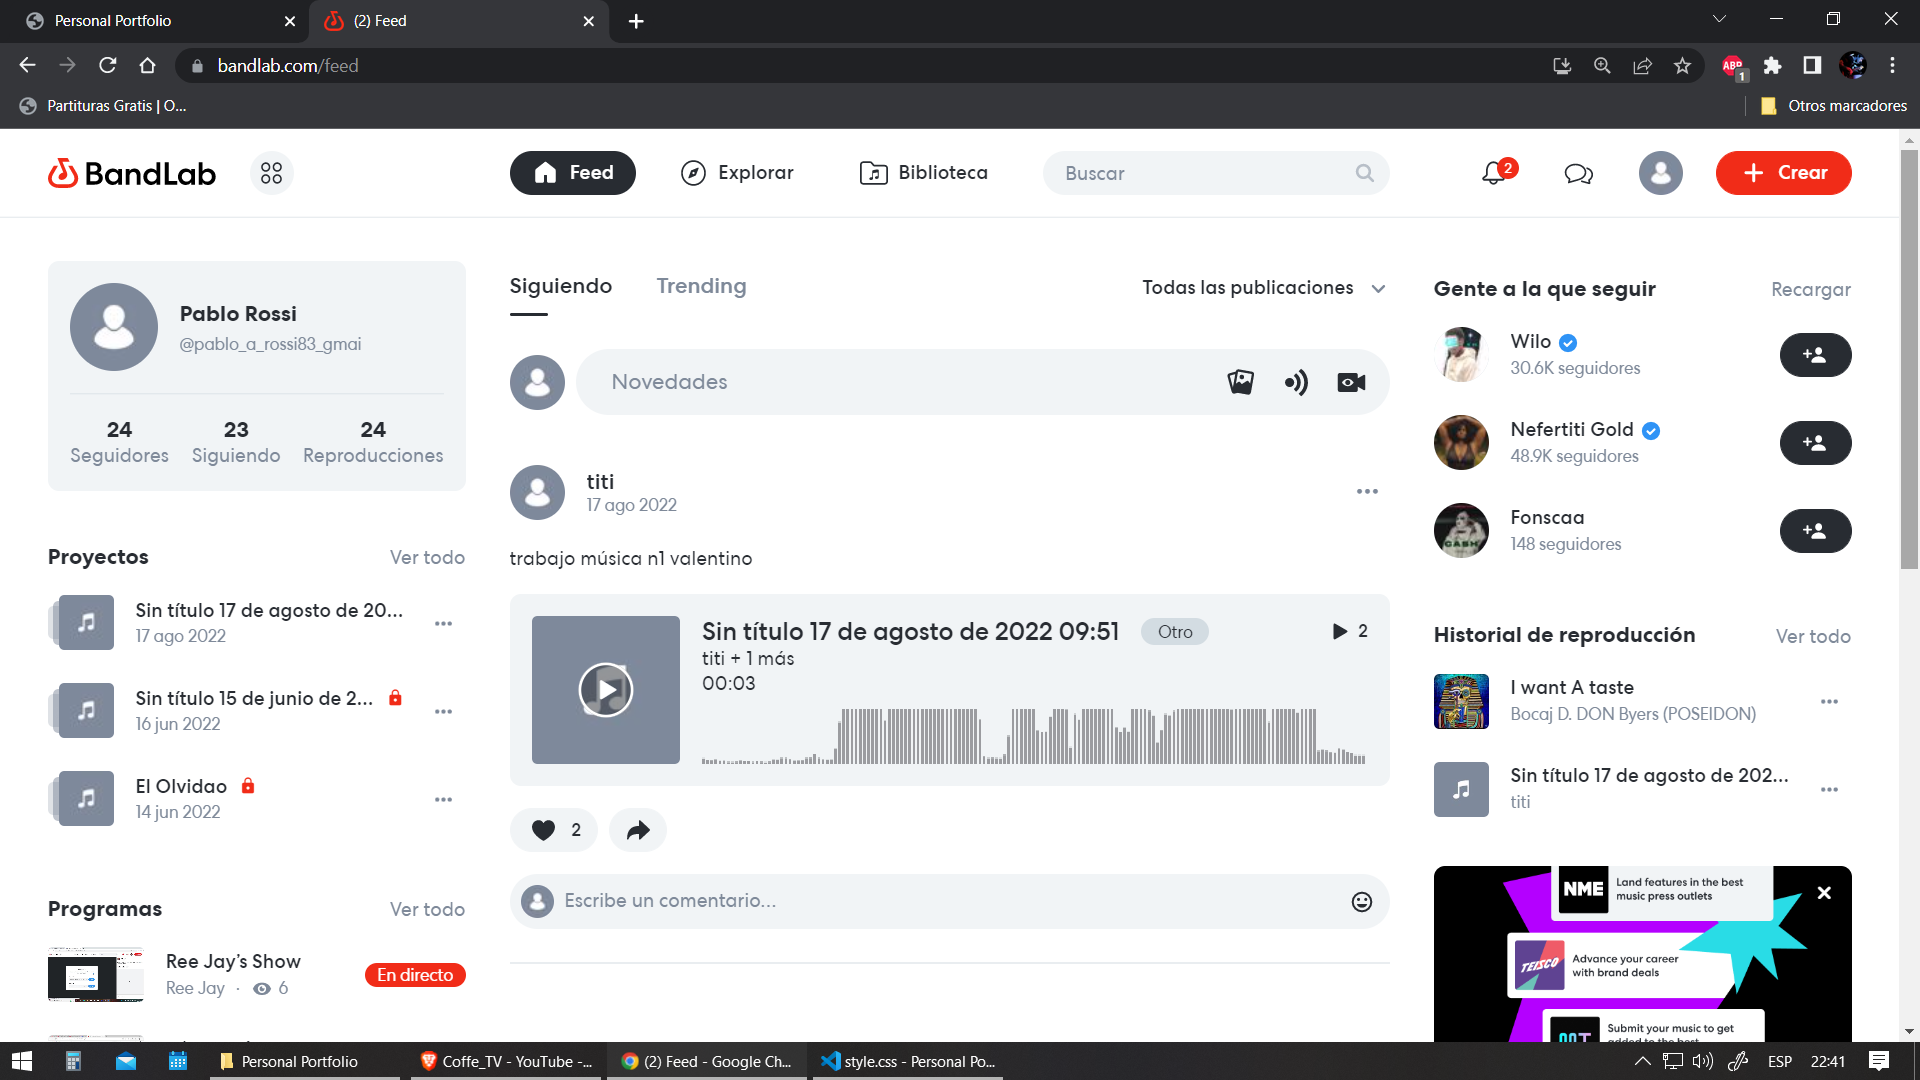 Personal Portfolio
(2) Feed
bandlab.com/feed
ABP
1
Partituras Gratis | O...
Otros marcadores
BandLab
Feed
Explorar
Biblioteca
Buscar
2
Crear
Pablo Rossi
@pablo_a_rossi83_gmai
24
Seguidores
23
Siguiendo
24
Reproducciones
Proyectos
Ver todo
Sin título 17 de agosto de 20...
17 ago 2022
Sin título 15 de junio de 2...
16 jun 2022
El Olvidao
14 jun 2022
Programas
Ver todo
Ree Jay's Show
Ree Jay · 6
En directo
Siguiendo
Trending
Todas las publicaciones
Novedades
titi
17 ago 2022
trabajo música n1 valentino
Sin título 17 de agosto de 2022 09:51
Otro
2
titi + 1 más
00:03
2
Escribe un comentario...
Gente a la que seguir
Recargar
Wilo
30.6K seguidores
Nefertiti Gold
48.9K seguidores
Fonscaa
148 seguidores
CASH
Historial de reproducción
Ver todo
I want A taste
Bocaj D. DON Byers (POSEIDON)
Sin título 17 de agosto de 202...
titi
NME
Land features in the best
music press outlets
TEISCO
Advance your career
with brand deals
Submit your music to get
added to the best
Personal Portfolio
Coffe_TV - YouTube -...
(2) Feed - Google Ch...
style.css - Personal Po...
ESP
22:41